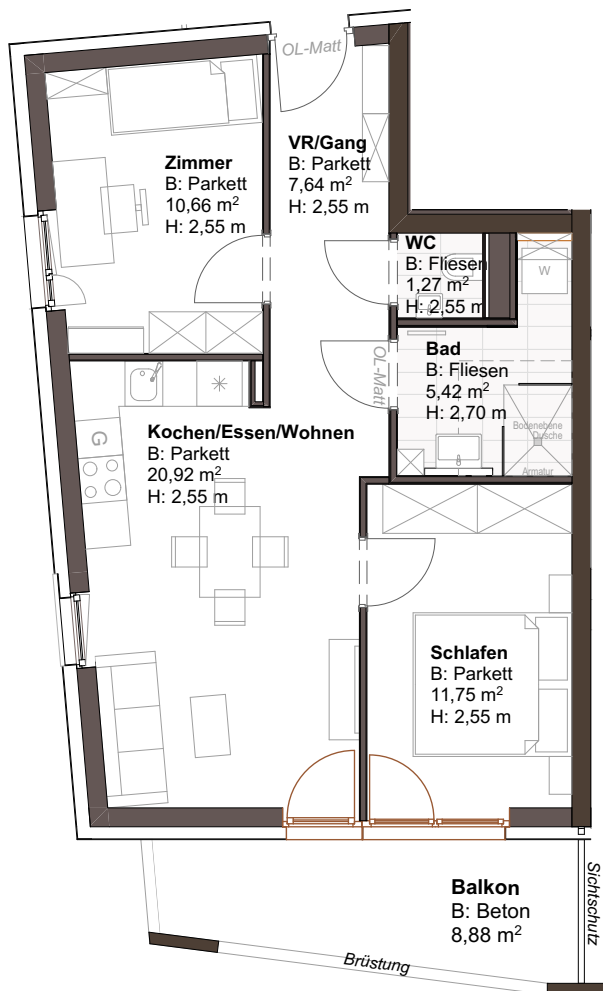 OL-Matt
VR/Gang
B: Parkett
7,64 m²
H: 2,55 m
Zimmer
B: Parkett
10,66 m²
H: 2,55 m
WC
B: Fliesen
1,27 m²
H: 2,55 m
W
Bad
B: Fliesen
5,42 m²
H: 2,70 m
OL-Matt
Bodenebene
Dusche
Armatur
Kochen/Essen/Wohnen
B: Parkett
20,92 m²
H: 2,55 m
G
Schlafen
B: Parkett
11,75 m²
H: 2,55 m
Balkon
B: Beton
8,88 m²
Sichtschutz
Brüstung